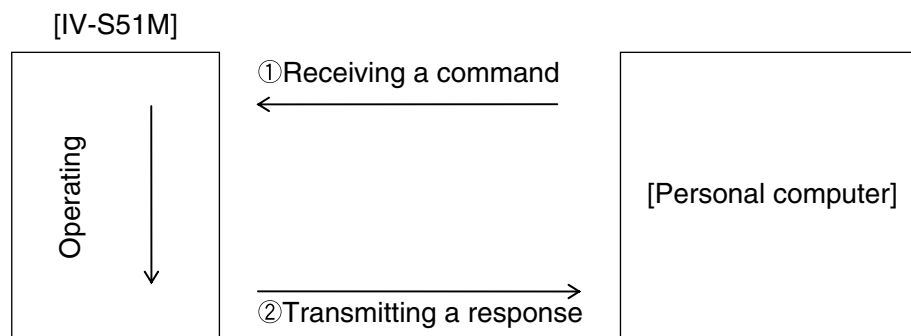 [IV-S51M]
①Receiving a command
Operating
[Personal computer]
②Transmitting a response